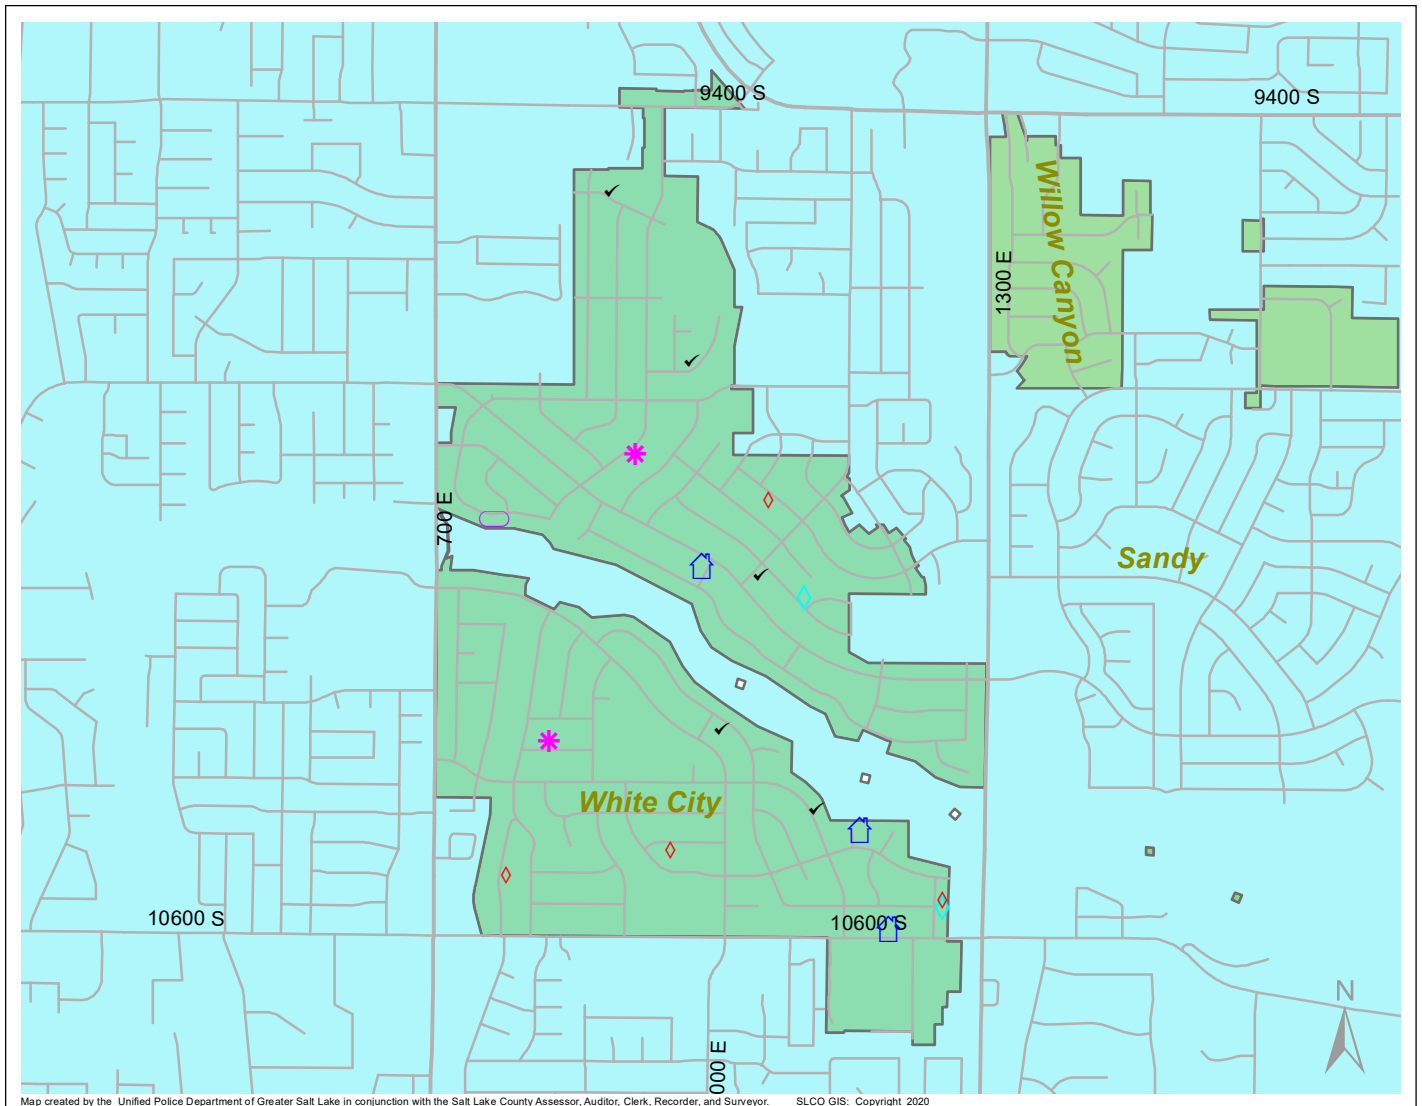 9400 S
9400 S
Willow Canyon
1300 E
700 E
Sandy
White City
10600 S
10600 S
N
000 E
Map created by the Unified Police Department of Greater Salt Lake in conjunction with the Salt Lake County Assessor, Auditor, Clerk, Recorder, and Surveyor. SLCO GIS: Copyright 2020